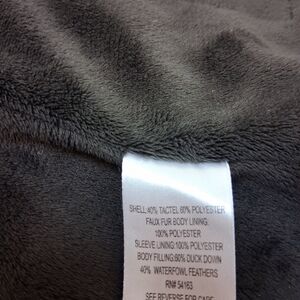 SHELL:40% TACTEL 60% POLYESTER
FAUX FUR BODY LINING:
100% POLYESTER
SLEEVE LINING:100% POLYESTER
BODY FILLING:60% DUCK DOWN
40% WATERFOWL FEATHERS
RN# 54163
SEE REVERSE FOR CARE